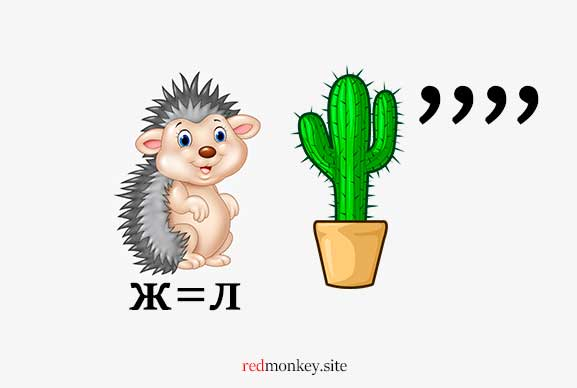 ,,,,
ж=л
redmonkey.site